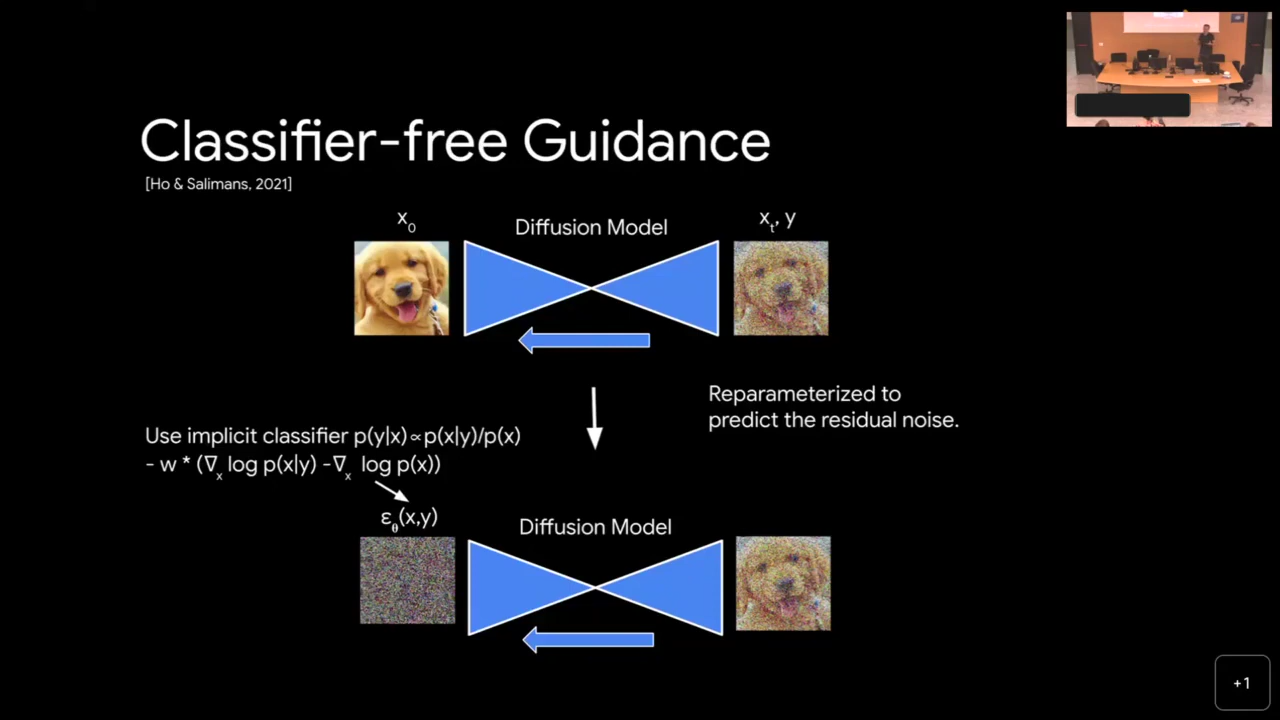 Classifier-free Guidance
[Ho & Salimans, 2021]
x₀
Diffusion Model
xₜ, y
Reparameterized to
predict the residual noise.
Use implicit classifier p(y|x)∝p(x|y)/p(x)
- w * (∇ₓ log p(x|y) -∇ₓ log p(x))
ε_θ(x,y)
Diffusion Model
+1